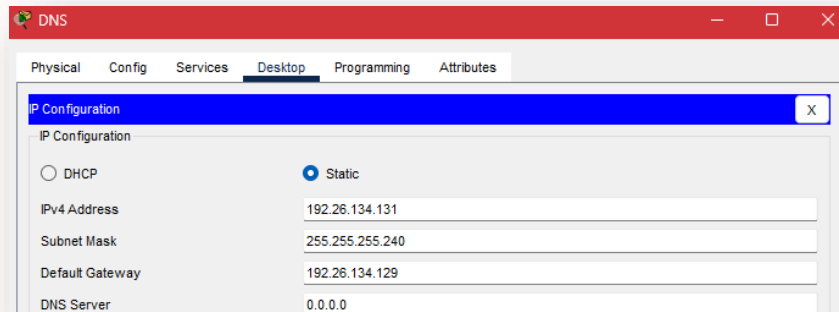 DNS
Physical Config Services Desktop Programming Attributes
IP Configuration X
IP Configuration
DHCP Static
IPv4 Address 192.26.134.131
Subnet Mask 255.255.255.240
Default Gateway 192.26.134.129
DNS Server 0.0.0.0